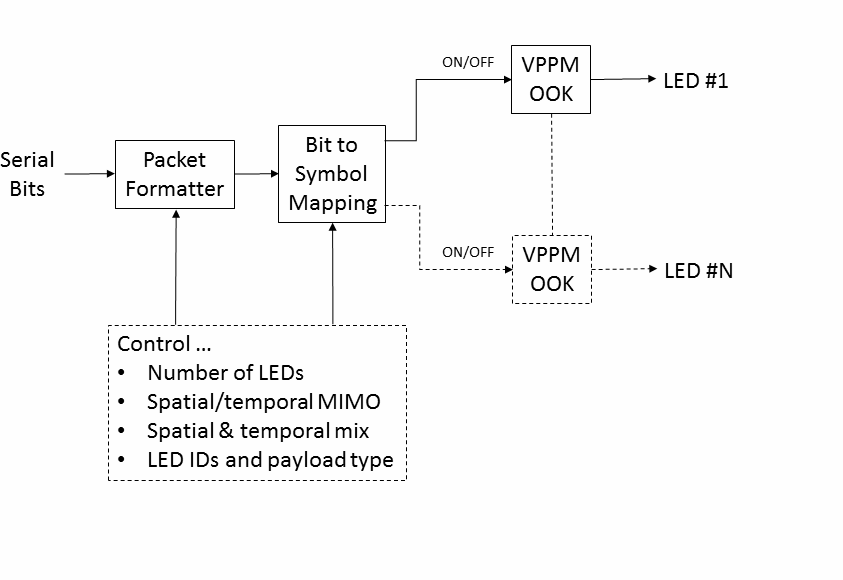 ON/OFF
VPPM
OOK
LED #1
Serial
Bits
Packet
Formatter
Bit to
Symbol
Mapping
ON/OFF
VPPM
OOK
LED #N
Control ...
• Number of LEDs
• Spatial/temporal MIMO
• Spatial & temporal mix
• LED IDs and payload type